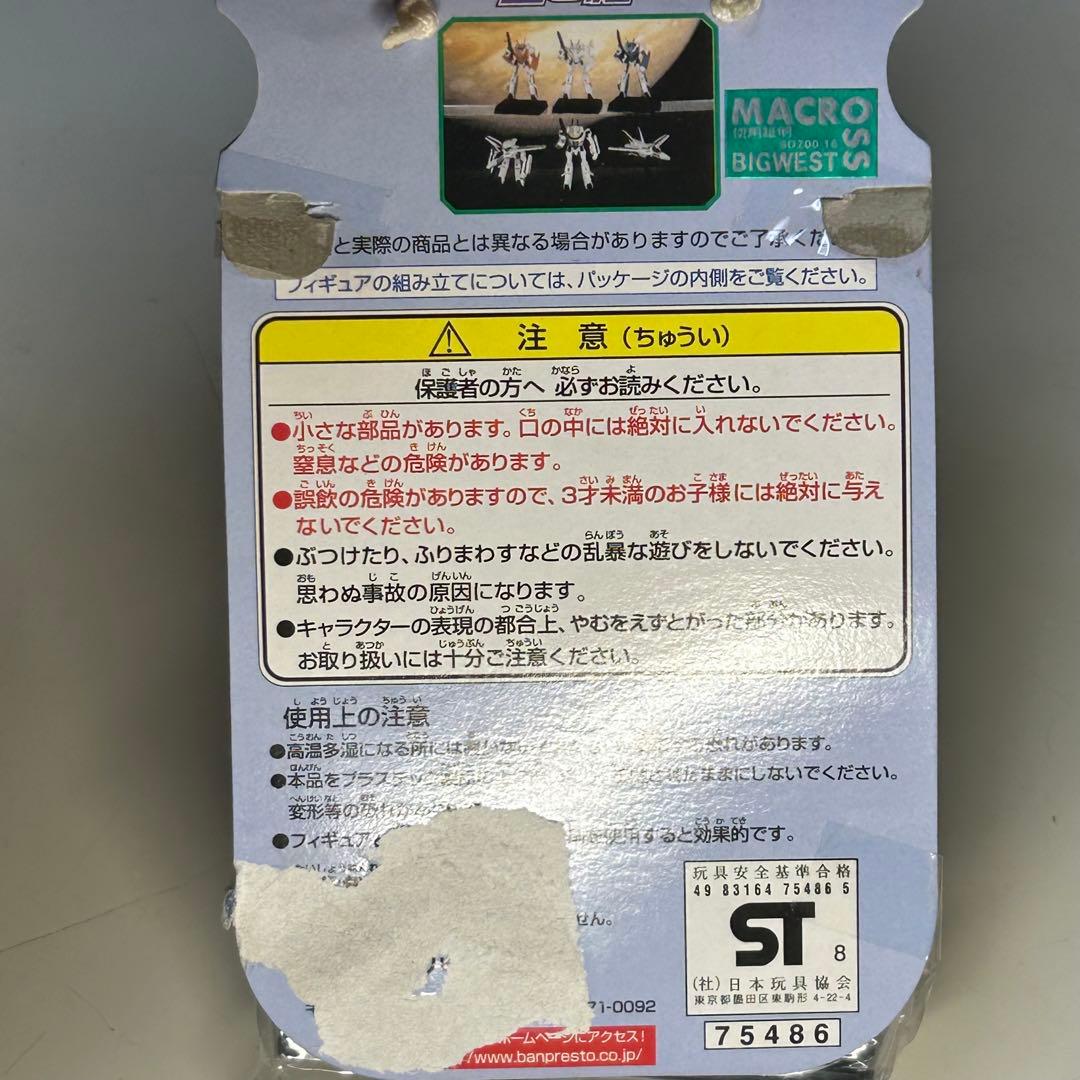 MACROSS
使用証明
BIGWEST
と実際の商品とは異なる場合がありますのでご了承くだ
フィギュアの組み立てについては、パッケージの内側をご覧ください。
注意（ちゅうい）
保護者の方へ 必ずお読みください。
●小さな部品があります。口の中には絶対に入れないでください。
窒息などの危険があります。
●誤飲の危険がありますので、3才未満のお子様には絶対に与え
ないでください。
●ぶつけたり、ふりまわすなどの乱暴な遊びをしないでください。
思わぬ事故の原因になります。
●キャラクターの表現の都合上、やむをえずとがった部分があります。
お取り扱いには十分ご注意ください。
使用上の注意
●高温多湿になる所には
があります。
●本品をプラスチック製品
ままにしないでください。
変形等の恐れが
●フィギュア
を使用すると効果的です。
せん。
玩具安全基準合格
49 83164 75486 5
ST 8
(社)日本玩具協会
東京都墨田区東駒形 4-22-4
71-0092
75486
ホームページにアクセス!
/www.banpresto.co.jp/